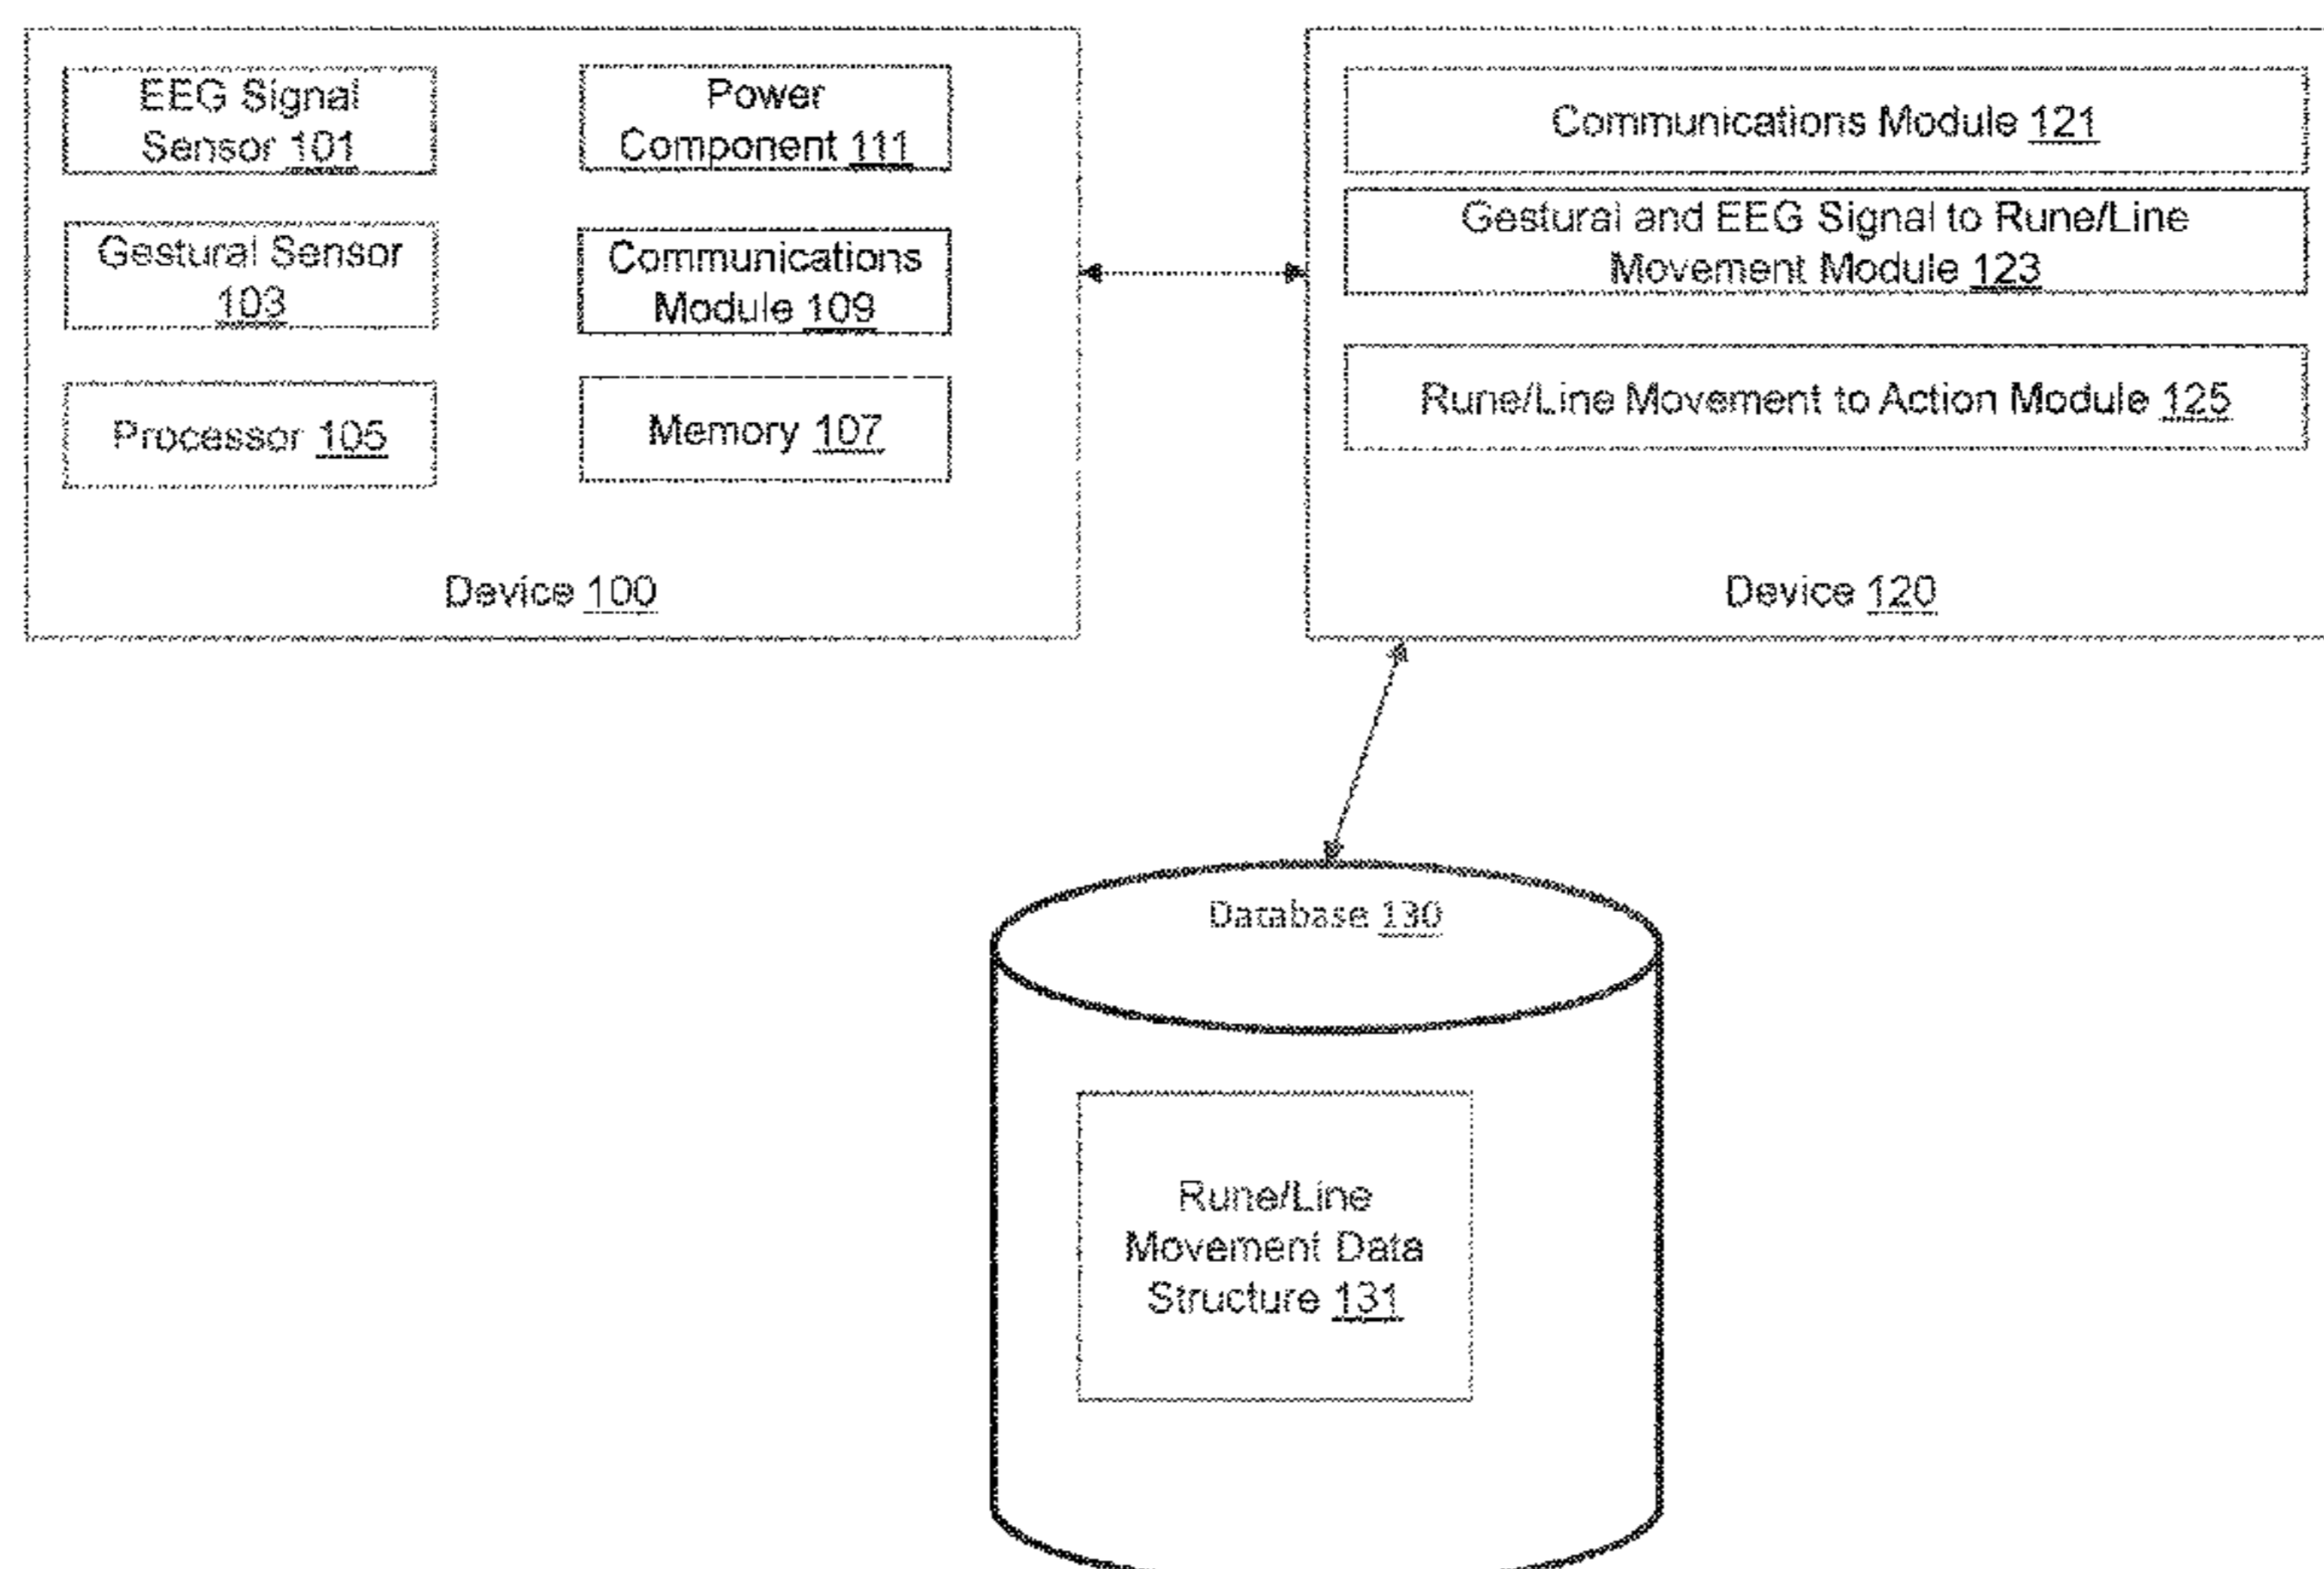 EEG Signal
Sensor 101
Power
Component 111
Gestural Sensor
103
Communications
Module 109
Processor 105
Memory 107
Device 100
Communications Module 121
Gestural and EEG Signal to Rune/Line
Movement Module 123
Rune/Line Movement to Action Module 125
Device 120
Database 130
Rune/Line
Movement Data
Structure 131